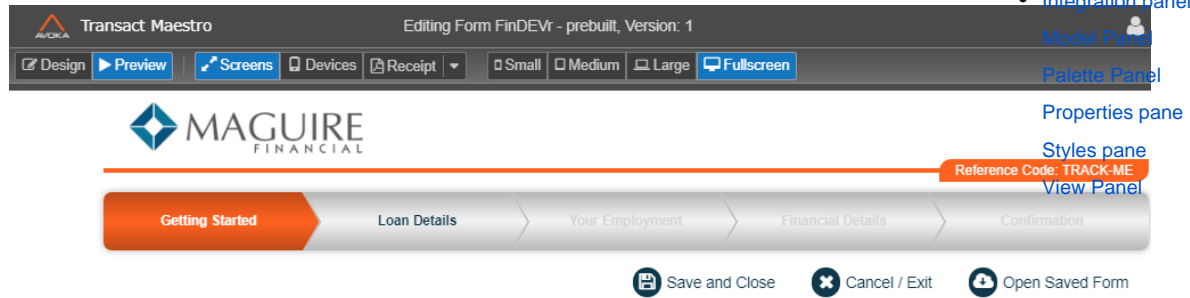 Integration panel
AVOKA Transact Maestro Editing Form FinDEVr - prebuilt, Version: 1
Model Panel
Design Preview Screens Devices Receipt Small Medium Large Fullscreen
Palette Panel
Properties pane
MAGUIRE
FINANCIAL
Styles pane
Reference Code: TRACK-ME
View Panel
Getting Started Loan Details Your Employment Financial Details Confirmation
Save and Close Cancel / Exit Open Saved Form